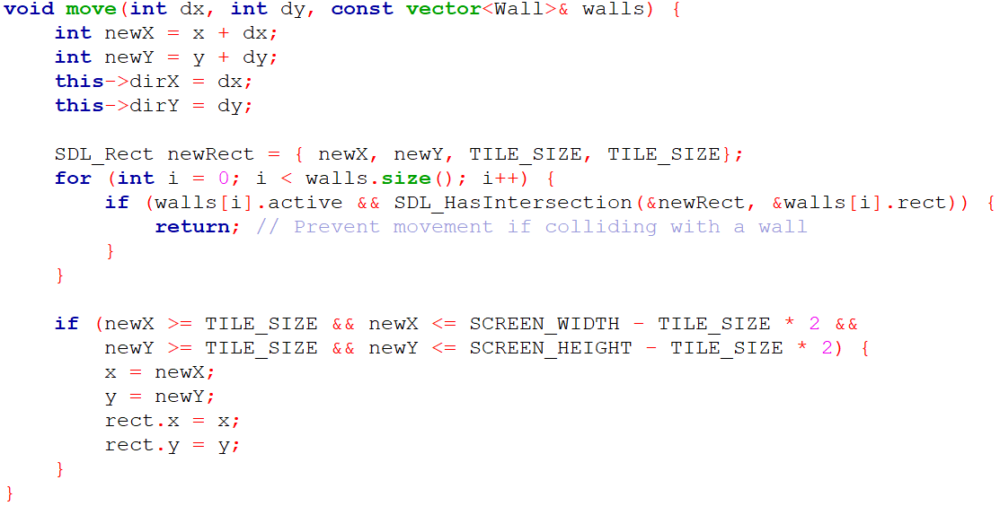 void move(int dx, int dy, const vector<Wall>& walls) {
    int newX = x + dx;
    int newY = y + dy;
    this->dirX = dx;
    this->dirY = dy;

    SDL_Rect newRect = { newX, newY, TILE_SIZE, TILE_SIZE};
    for (int i = 0; i < walls.size(); i++) {
        if (walls[i].active && SDL_HasIntersection(&newRect, &walls[i].rect)) {
            return; // Prevent movement if colliding with a wall
        }
    }

    if (newX >= TILE_SIZE && newX <= SCREEN_WIDTH - TILE_SIZE * 2 &&
        newY >= TILE_SIZE && newY <= SCREEN_HEIGHT - TILE_SIZE * 2) {
        x = newX;
        y = newY;
        rect.x = x;
        rect.y = y;
    }
}